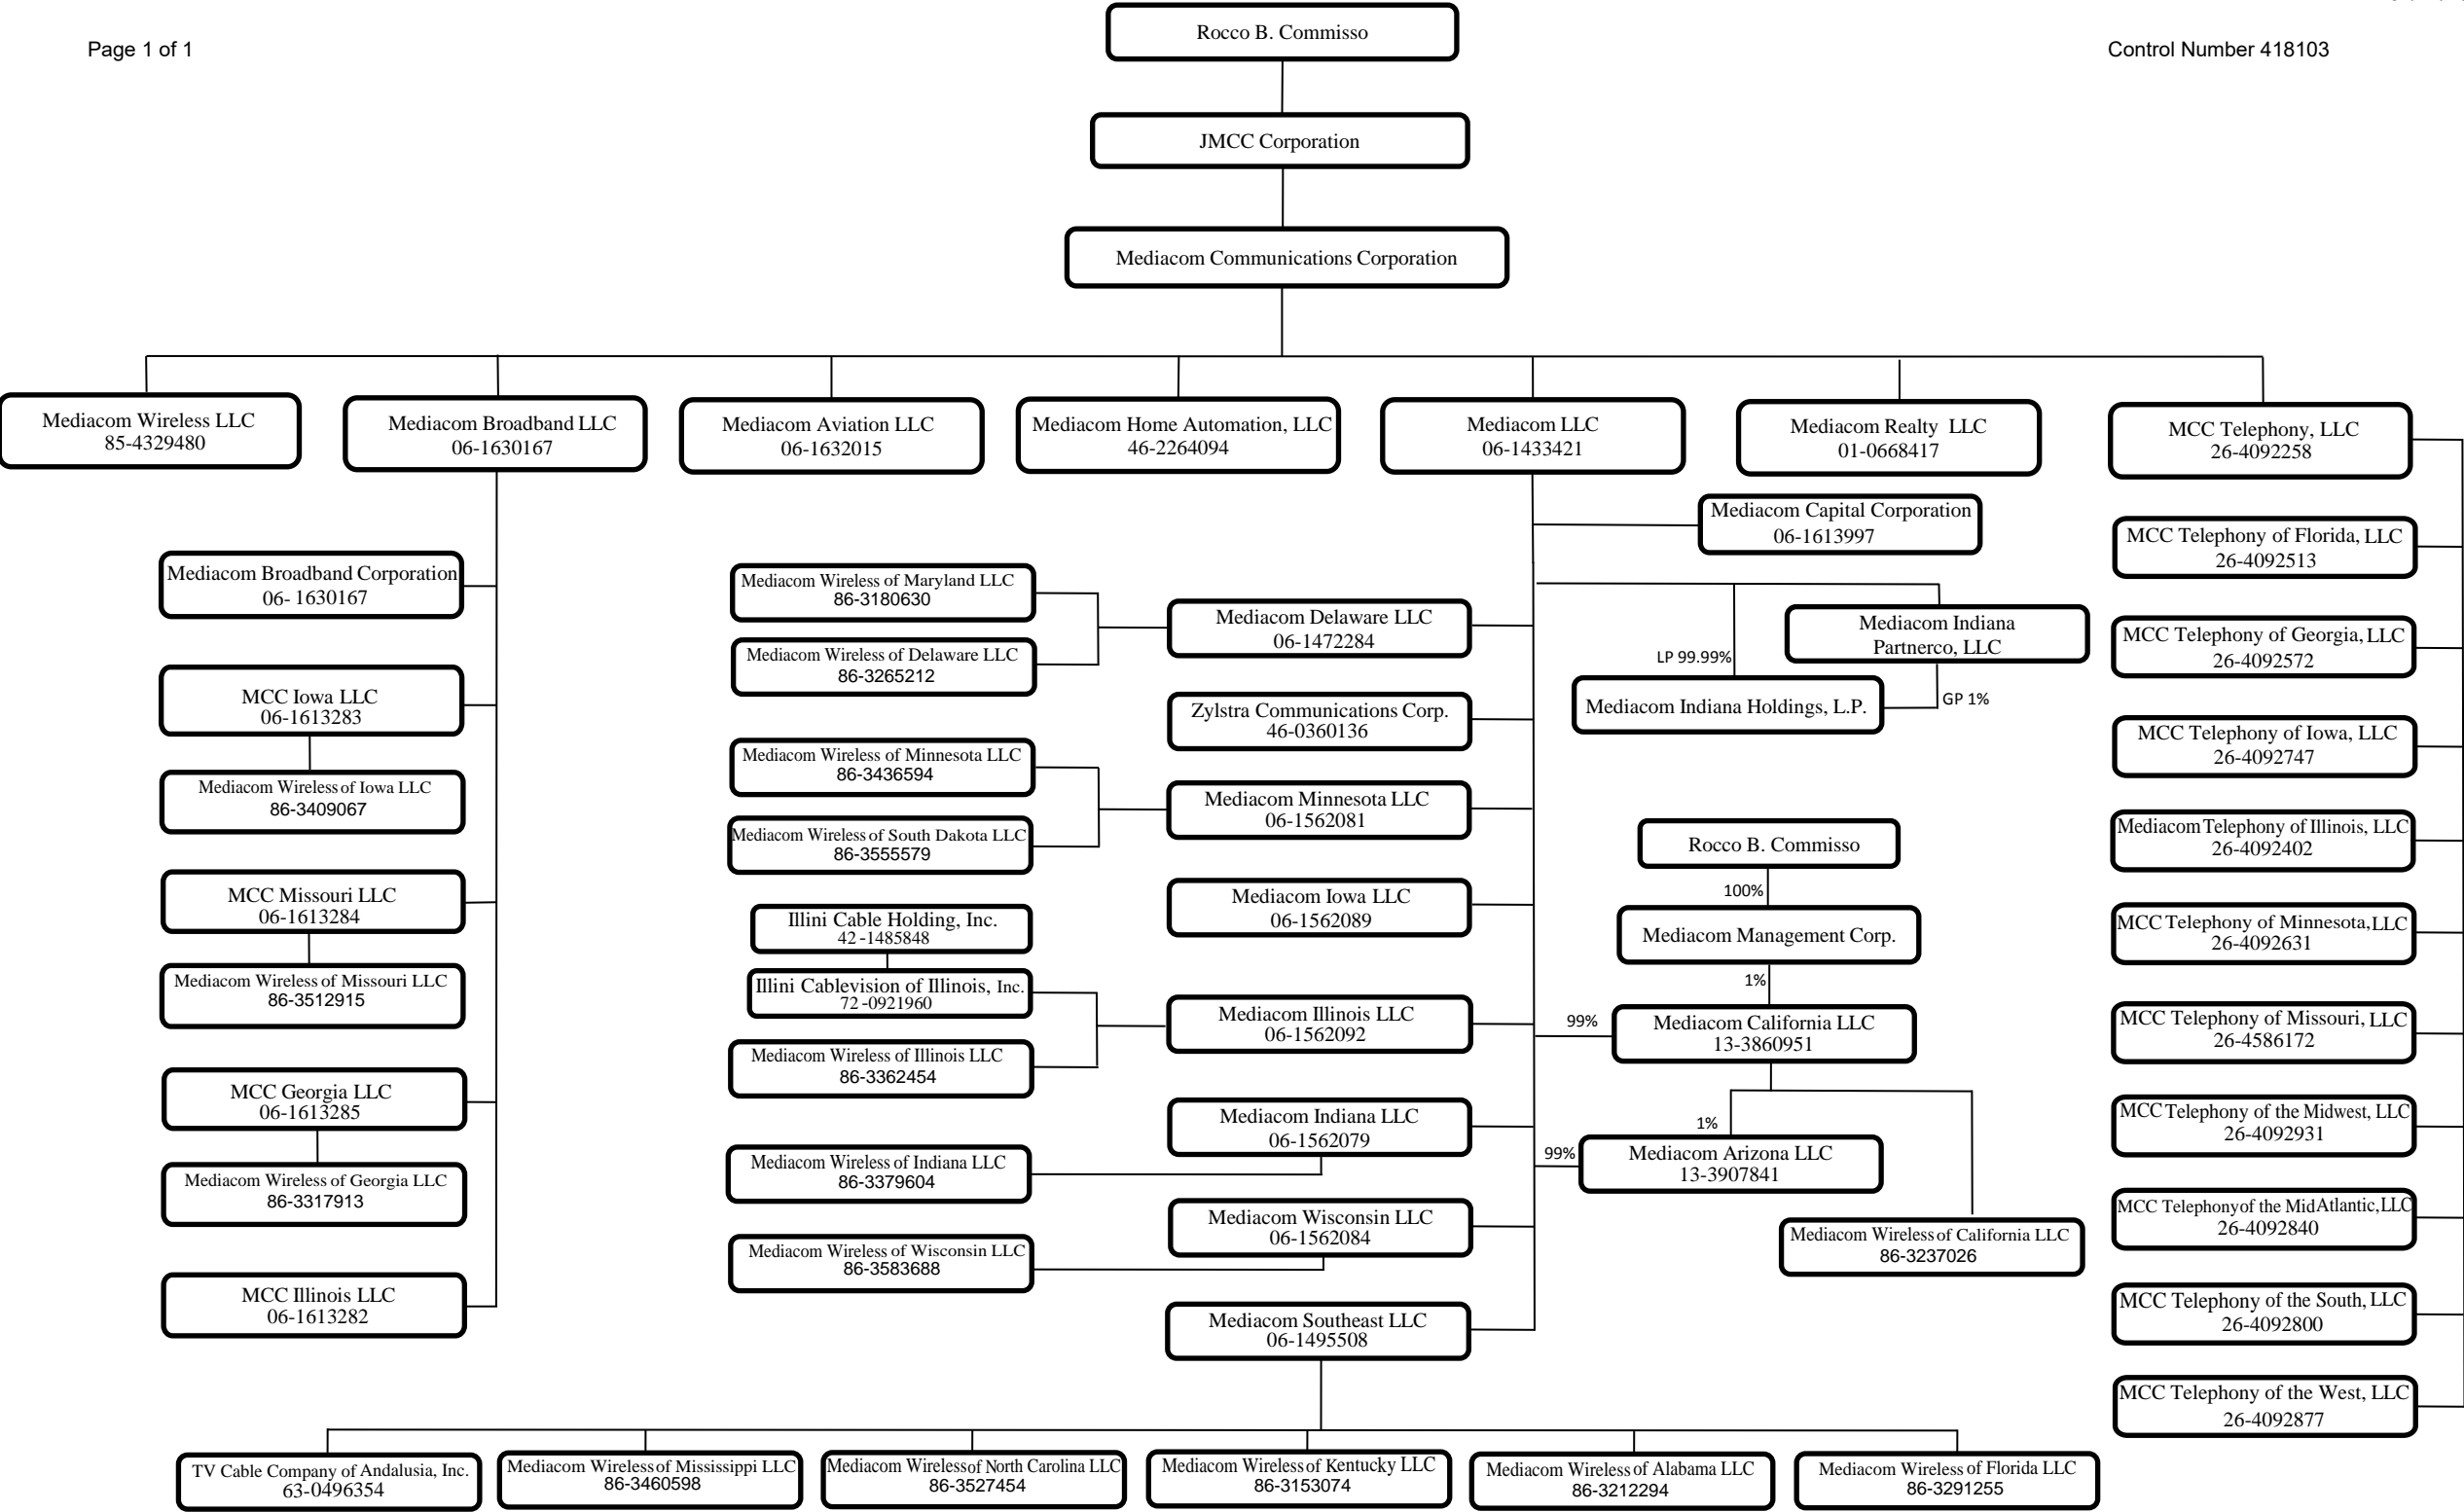 Page 1 of 1
Control Number 418103
Rocco B. Commisso
JMCC Corporation
Mediacom Communications Corporation
Mediacom Wireless LLC
85-4329480
Mediacom Broadband LLC
06-1630167
Mediacom Aviation LLC
06-1632015
Mediacom Home Automation, LLC
46-2264094
Mediacom LLC
06-1433421
Mediacom Realty LLC
01-0668417
MCC Telephony, LLC
26-4092258
Mediacom Broadband Corporation
06- 1630167
MCC Iowa LLC
06-1613283
Mediacom Wireless of Iowa LLC
86-3409067
MCC Missouri LLC
06-1613284
Mediacom Wireless of Missouri LLC
86-3512915
MCC Georgia LLC
06-1613285
Mediacom Wireless of Georgia LLC
86-3317913
MCC Illinois LLC
06-1613282
Mediacom Wireless of Maryland LLC
86-3180630
Mediacom Wireless of Delaware LLC
86-3265212
Mediacom Wireless of Minnesota LLC
86-3436594
Mediacom Wireless of South Dakota LLC
86-3555579
Illini Cable Holding, Inc.
42 -1485848
Illini Cablevision of Illinois, Inc.
72 -0921960
Mediacom Wireless of Illinois LLC
86-3362454
Mediacom Wireless of Indiana LLC
86-3379604
Mediacom Wireless of Wisconsin LLC
86-3583688
Mediacom Delaware LLC
06-1472284
Zylstra Communications Corp.
46-0360136
Mediacom Minnesota LLC
06-1562081
Mediacom Iowa LLC
06-1562089
Mediacom Illinois LLC
06-1562092
Mediacom Indiana LLC
06-1562079
Mediacom Wisconsin LLC
06-1562084
Mediacom Southeast LLC
06-1495508
Mediacom Capital Corporation
06-1613997
Mediacom Indiana
Partnerco, LLC
LP 99.99%
Mediacom Indiana Holdings, L.P.
GP 1%
Rocco B. Commisso
100%
Mediacom Management Corp.
1%
99%
Mediacom California LLC
13-3860951
1%
99%
Mediacom Arizona LLC
13-3907841
Mediacom Wireless of California LLC
86-3237026
MCC Telephony of Florida, LLC
26-4092513
MCC Telephony of Georgia, LLC
26-4092572
MCC Telephony of Iowa, LLC
26-4092747
Mediacom Telephony of Illinois, LLC
26-4092402
MCC Telephony of Minnesota, LLC
26-4092631
MCC Telephony of Missouri, LLC
26-4586172
MCC Telephony of the Midwest, LLC
26-4092931
MCC Telephony of the Mid Atlantic, LLC
26-4092840
MCC Telephony of the South, LLC
26-4092800
MCC Telephony of the West, LLC
26-4092877
TV Cable Company of Andalusia, Inc.
63-0496354
Mediacom Wireless of Mississippi LLC
86-3460598
Mediacom Wireless of North Carolina LLC
86-3527454
Mediacom Wireless of Kentucky LLC
86-3153074
Mediacom Wireless of Alabama LLC
86-3212294
Mediacom Wireless of Florida LLC
86-3291255